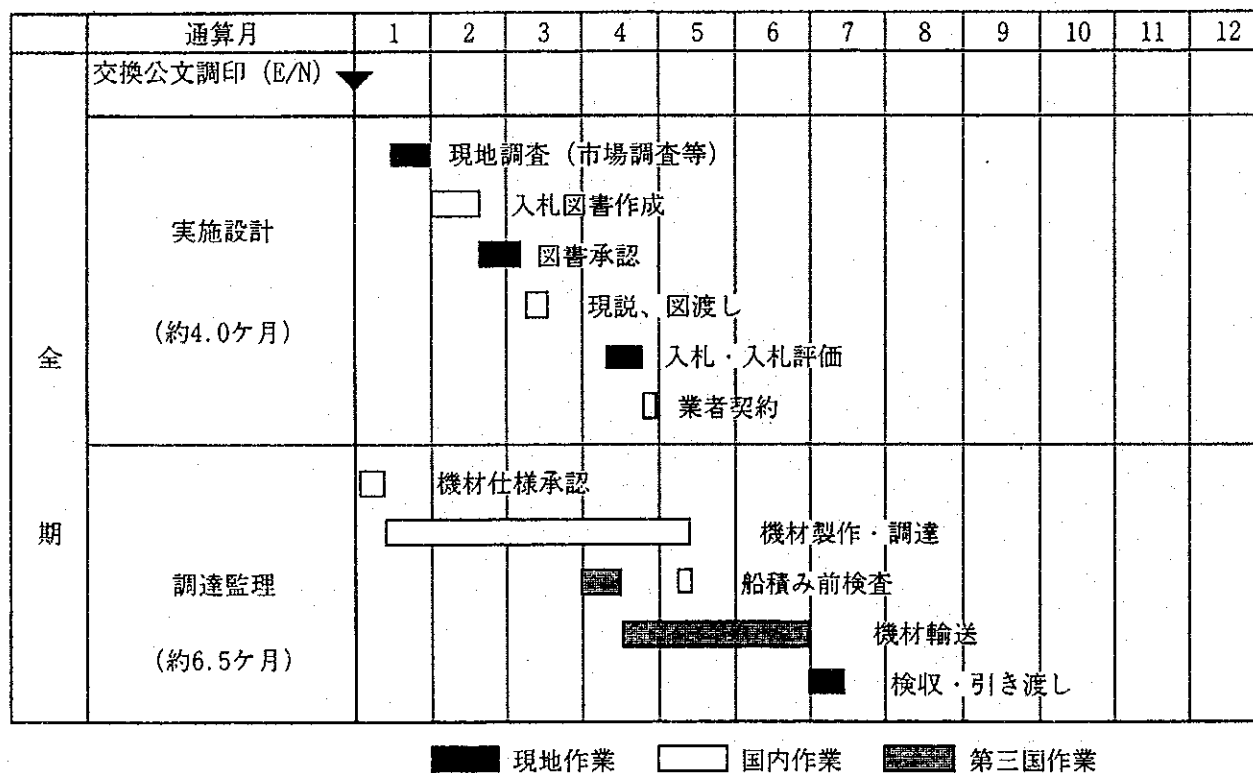 通算月 1 2 3 4 5 6 7 8 9 10 11 12
交換公文調印 (E/N)
全期
実施設計
(約4.0ケ月)
現地調査 (市場調査等)
入札図書作成
図書承認
現説、図渡し
入札・入札評価
業者契約
調達監理
(約6.5ケ月)
機材仕様承認
機材製作・調達
船積み前検査
機材輸送
検収・引き渡し
現地作業 国内作業 第三国作業